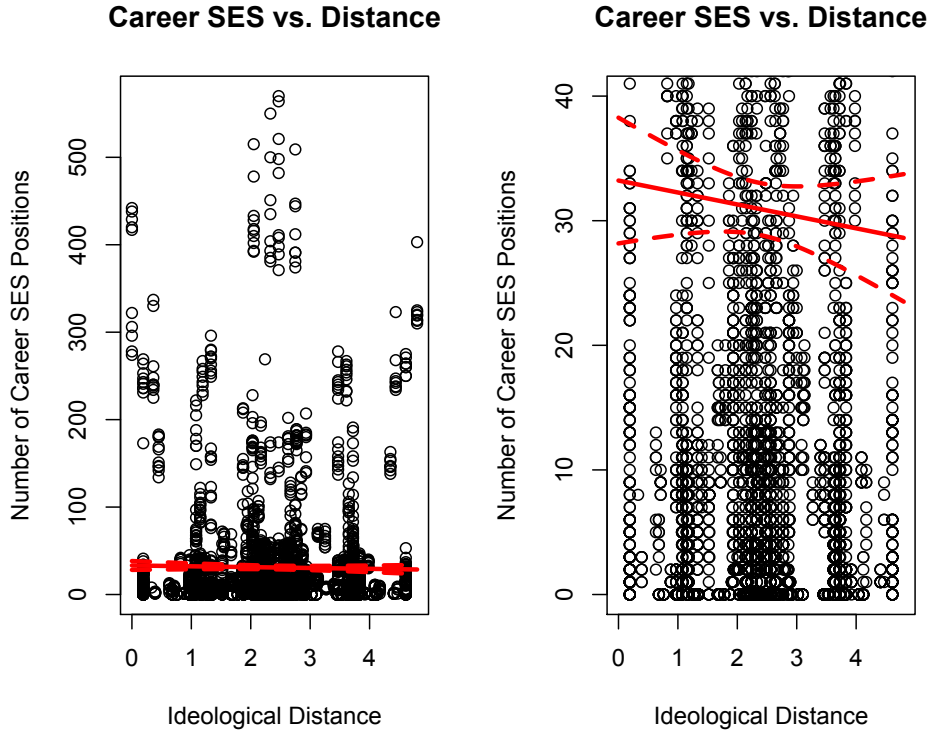 Career SES vs. Distance
Number of Career SES Positions
500
400
300
200
100
0
0 1 2 3 4
Ideological Distance
Career SES vs. Distance
Number of Career SES Positions
40
30
20
10
0
0 1 2 3 4
Ideological Distance